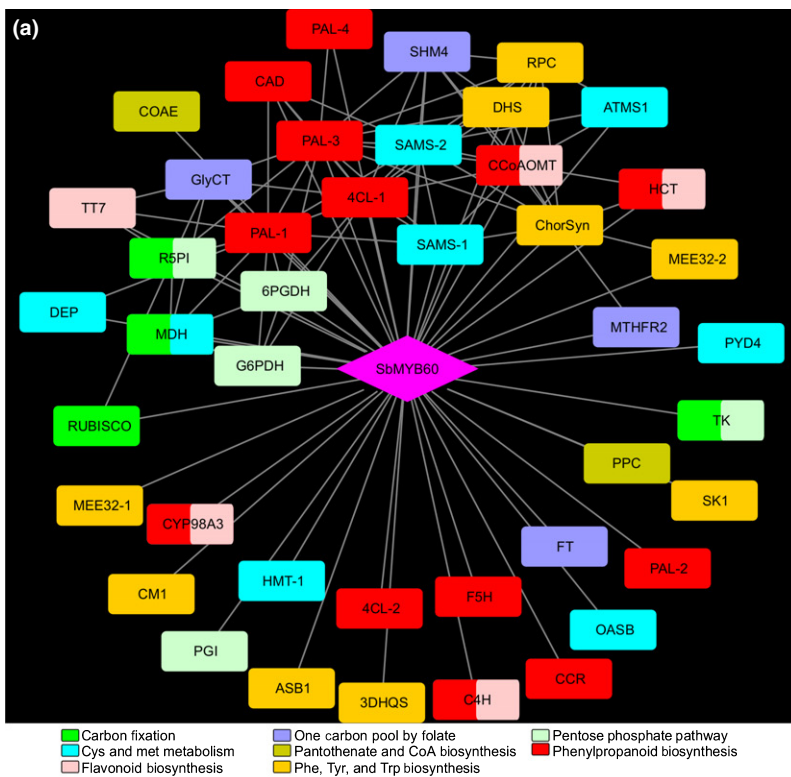 (a)
PAL-4
SHM4
RPC
CAD
DHS
ATMS1
COAE
PAL-3
SAMS-2
CCoAOMT
GlyCT
4CL-1
HCT
TT7
PAL-1
ChorSyn
SAMS-1
R5PI
MEE32-2
6PGDH
DEP
MDH
MTHFR2
PYD4
G6PDH
SbMYB60
RUBISCO
TK
PPC
MEE32-1
SK1
CYP98A3
FT
PAL-2
HMT-1
CM1
4CL-2
F5H
OASB
PGI
CCR
ASB1
3DHQS
C4H
Carbon fixation
One carbon pool by folate
Pentose phosphate pathway
Cys and met metabolism
Pantothenate and CoA biosynthesis
Phenylpropanoid biosynthesis
Flavonoid biosynthesis
Phe, Tyr, and Trp biosynthesis